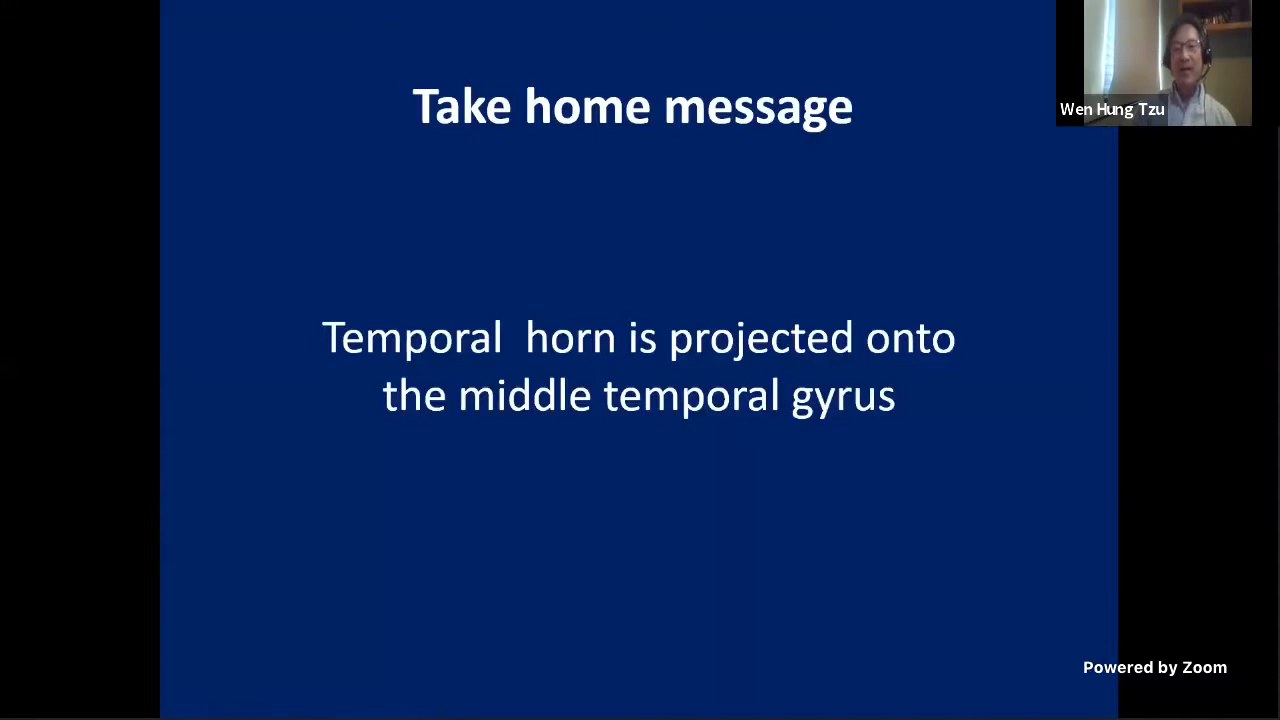 Take home message
Wen Hung Tzu
Temporal  horn is projected onto
the middle temporal gyrus
Powered by Zoom